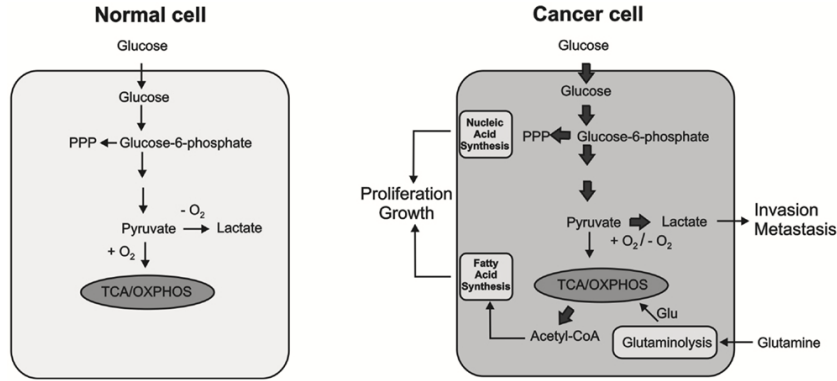 Normal cell
Glucose
Glucose
PPP
Glucose-6-phosphate
- O₂
Pyruvate
Lactate
+ O₂
TCA/OXPHOS
Cancer cell
Glucose
Glucose
Nucleic
Acid
Synthesis
PPP
Glucose-6-phosphate
Proliferation
Growth
Pyruvate
Lactate
+ O₂/ - O₂
Invasion
Metastasis
Fatty
Acid
Synthesis
TCA/OXPHOS
Glu
Acetyl-CoA
Glutaminolysis
Glutamine